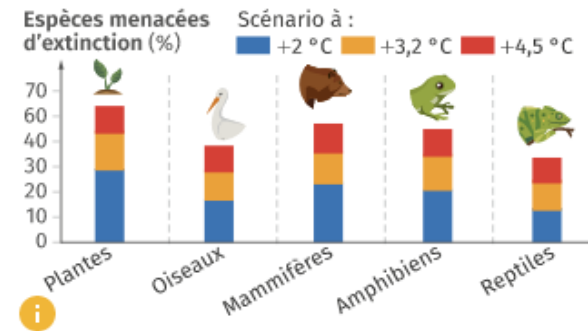 Espèces menacées
d'extinction (%)
Scénario à :
+2 °C +3,2 °C +4,5 °C
70
60
50
40
30
20
10
0
Plantes
Oiseaux
Mammifères
Amphibiens
Reptiles
i